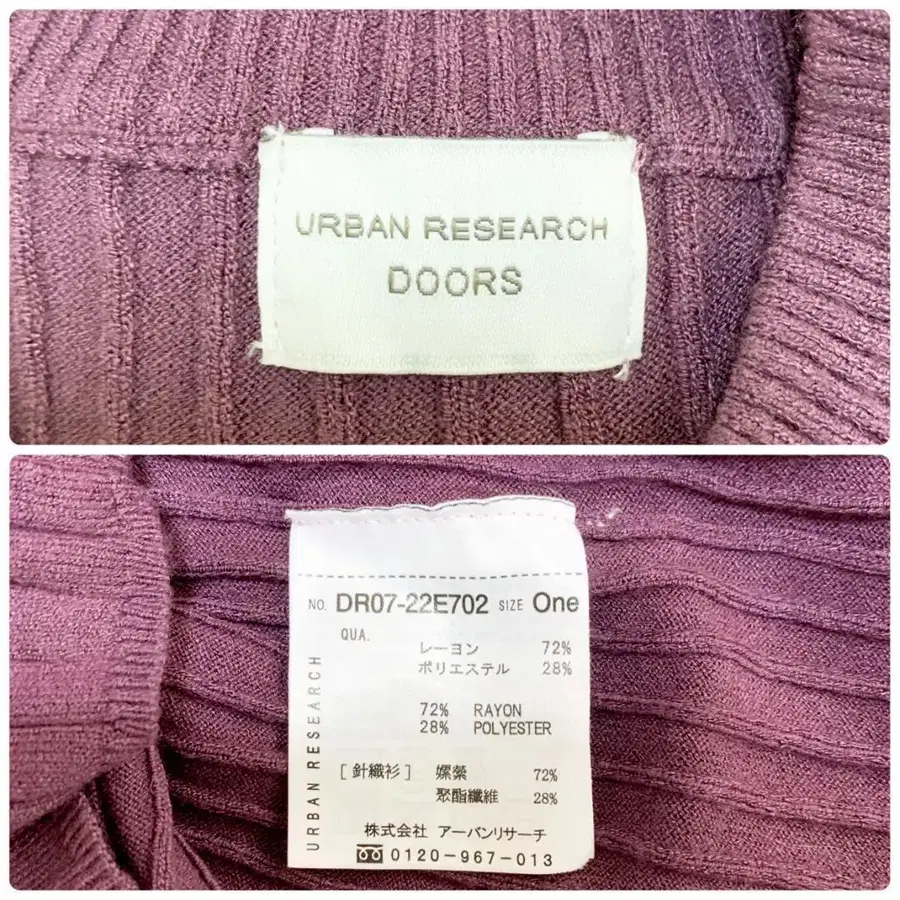 URBAN RESEARCH
DOORS
NO. DR07-22E702 SIZE One
QUA.
レーヨン 72%
ポリエステル 28%
72% RAYON
28% POLYESTER
[針織衫] 嫘縈 72%
聚酯纖維 28%
株式会社 アーバンリサーチ
0120-967-013
URBAN RESEARCH